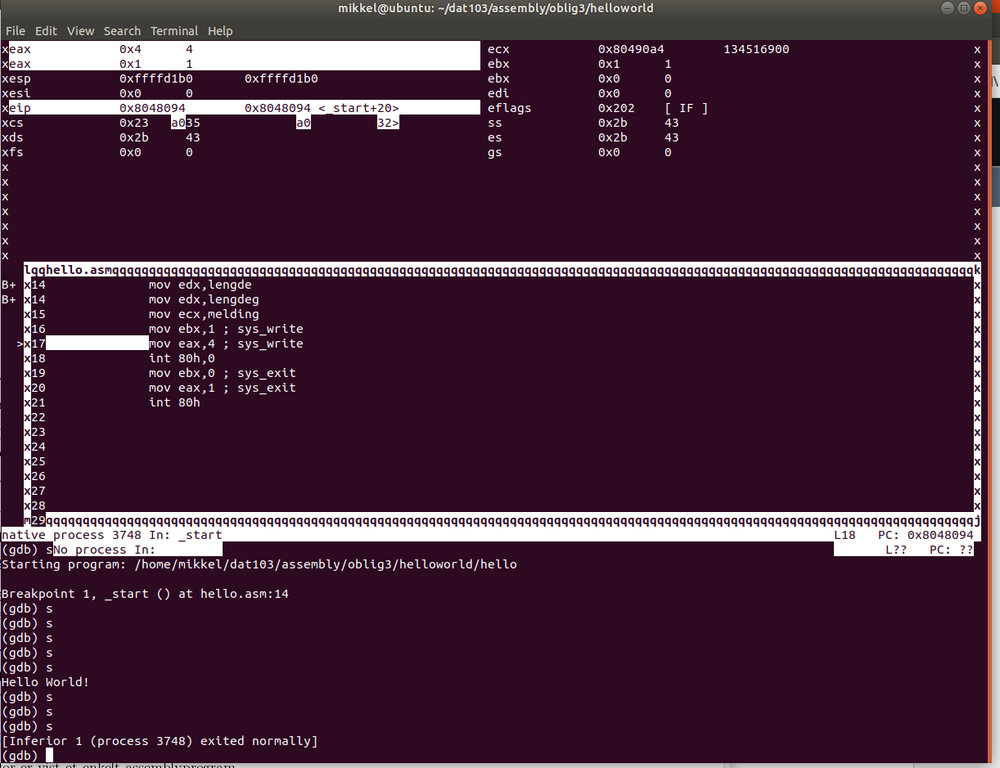 mikkel@ubuntu: ~/dat103/assembly/oblig3/helloworld
File Edit View Search Terminal Help
xeax 0x4 4 ecx 0x80490a4 134516900 x
xeax 0x1 1 ebx 0x1 1 x
xesp 0xffffd1b0 0xffffd1b0 ebx 0x0 0 x
xesi 0x0 0 edi 0x0 0 x
xeip 0x8048094 0x8048094 <_start+20> eflags 0x202 [ IF ] x
xcs 0x23 a035 a0 32> ss 0x2b 43 x
xds 0x2b 43 es 0x2b 43 x
xfs 0x0 0 gs 0x0 0 x
x x
x x
x x
x x
x x
x x
x x
lqqhello.asmqqqqqqqqqqqqqqqqqqqqqqqqqqqqqqqqqqqqqqqqqqqqqqqqqqqqqqqqqqqqqqqqqqqqqqqqqqqqqqqqqqqqqqqqqqqqqqqqqqqqqqqqqqqqqqqqqqqqqqqqqqqqqqqqqk
B+ x14 mov edx,lengde x
B+ x14 mov edx,lengdeg x
x15 mov ecx,melding x
x16 mov ebx,1 ; sys_write x
>x17 mov eax,4 ; sys_write x
x18 int 80h,0 x
x19 mov ebx,0 ; sys_exit x
x20 mov eax,1 ; sys_exit x
x21 int 80h x
x22 x
x23 x
x24 x
x25 x
x26 x
x27 x
x28 x
m29qqqqqqqqqqqqqqqqqqqqqqqqqqqqqqqqqqqqqqqqqqqqqqqqqqqqqqqqqqqqqqqqqqqqqqqqqqqqqqqqqqqqqqqqqqqqqqqqqqqqqqqqqqqqqqqqqqqqqqqqqqqqqqj
native process 3748 In: _start L18 PC: 0x8048094
(gdb) sNo process In: L?? PC: ??
Starting program: /home/mikkel/dat103/assembly/oblig3/helloworld/hello
Breakpoint 1, _start () at hello.asm:14
(gdb) s
(gdb) s
(gdb) s
(gdb) s
(gdb) s
Hello World!
(gdb) s
(gdb) s
(gdb) s
[Inferior 1 (process 3748) exited normally]
(gdb)